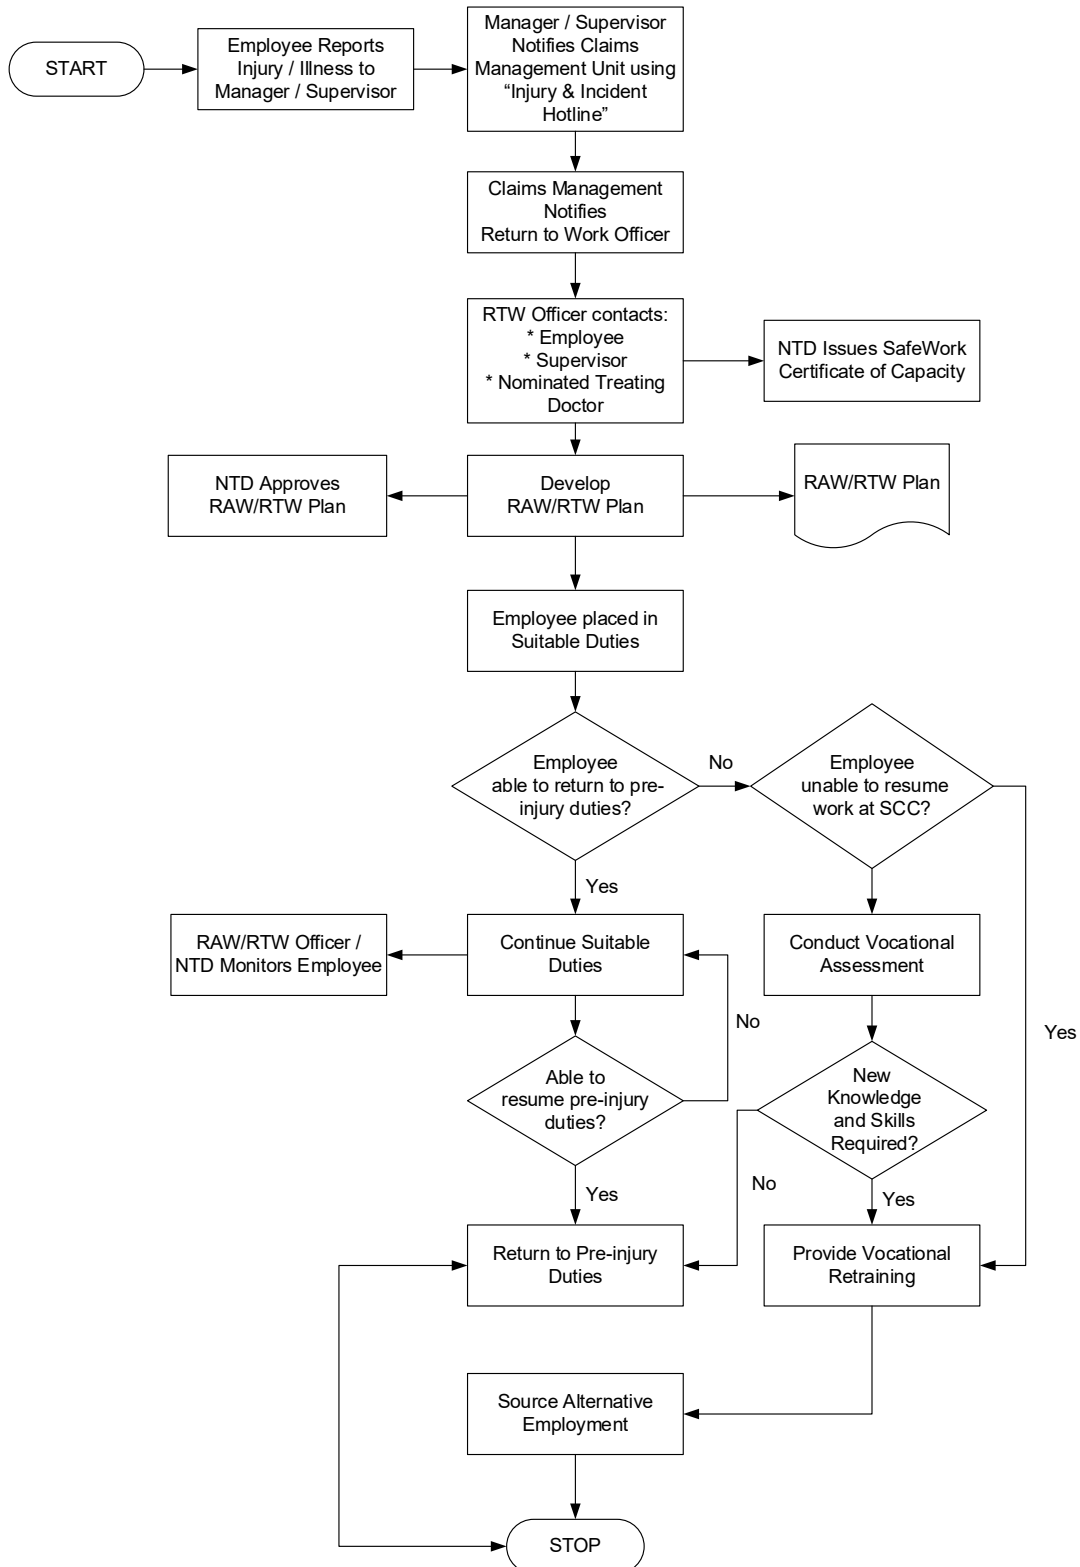 START
Employee Reports
Injury / Illness to
Manager / Supervisor
Manager / Supervisor
Notifies Claims
Management Unit using
“Injury & Incident
Hotline”
Claims Management
Notifies
Return to Work Officer
RTW Officer contacts:
* Employee
* Supervisor
* Nominated Treating
Doctor
NTD Issues SafeWork
Certificate of Capacity
NTD Approves
RAW/RTW Plan
Develop
RAW/RTW Plan
RAW/RTW Plan
Employee placed in
Suitable Duties
Employee
able to return to pre-
injury duties?
No
Employee
unable to resume
work at SCC?
Yes
RAW/RTW Officer /
NTD Monitors Employee
Continue Suitable
Duties
Conduct Vocational
Assessment
No
Yes
Able to
resume pre-injury
duties?
New
Knowledge
and Skills
Required?
Yes
No
Yes
Return to Pre-injury
Duties
Provide Vocational
Retraining
Source Alternative
Employment
STOP